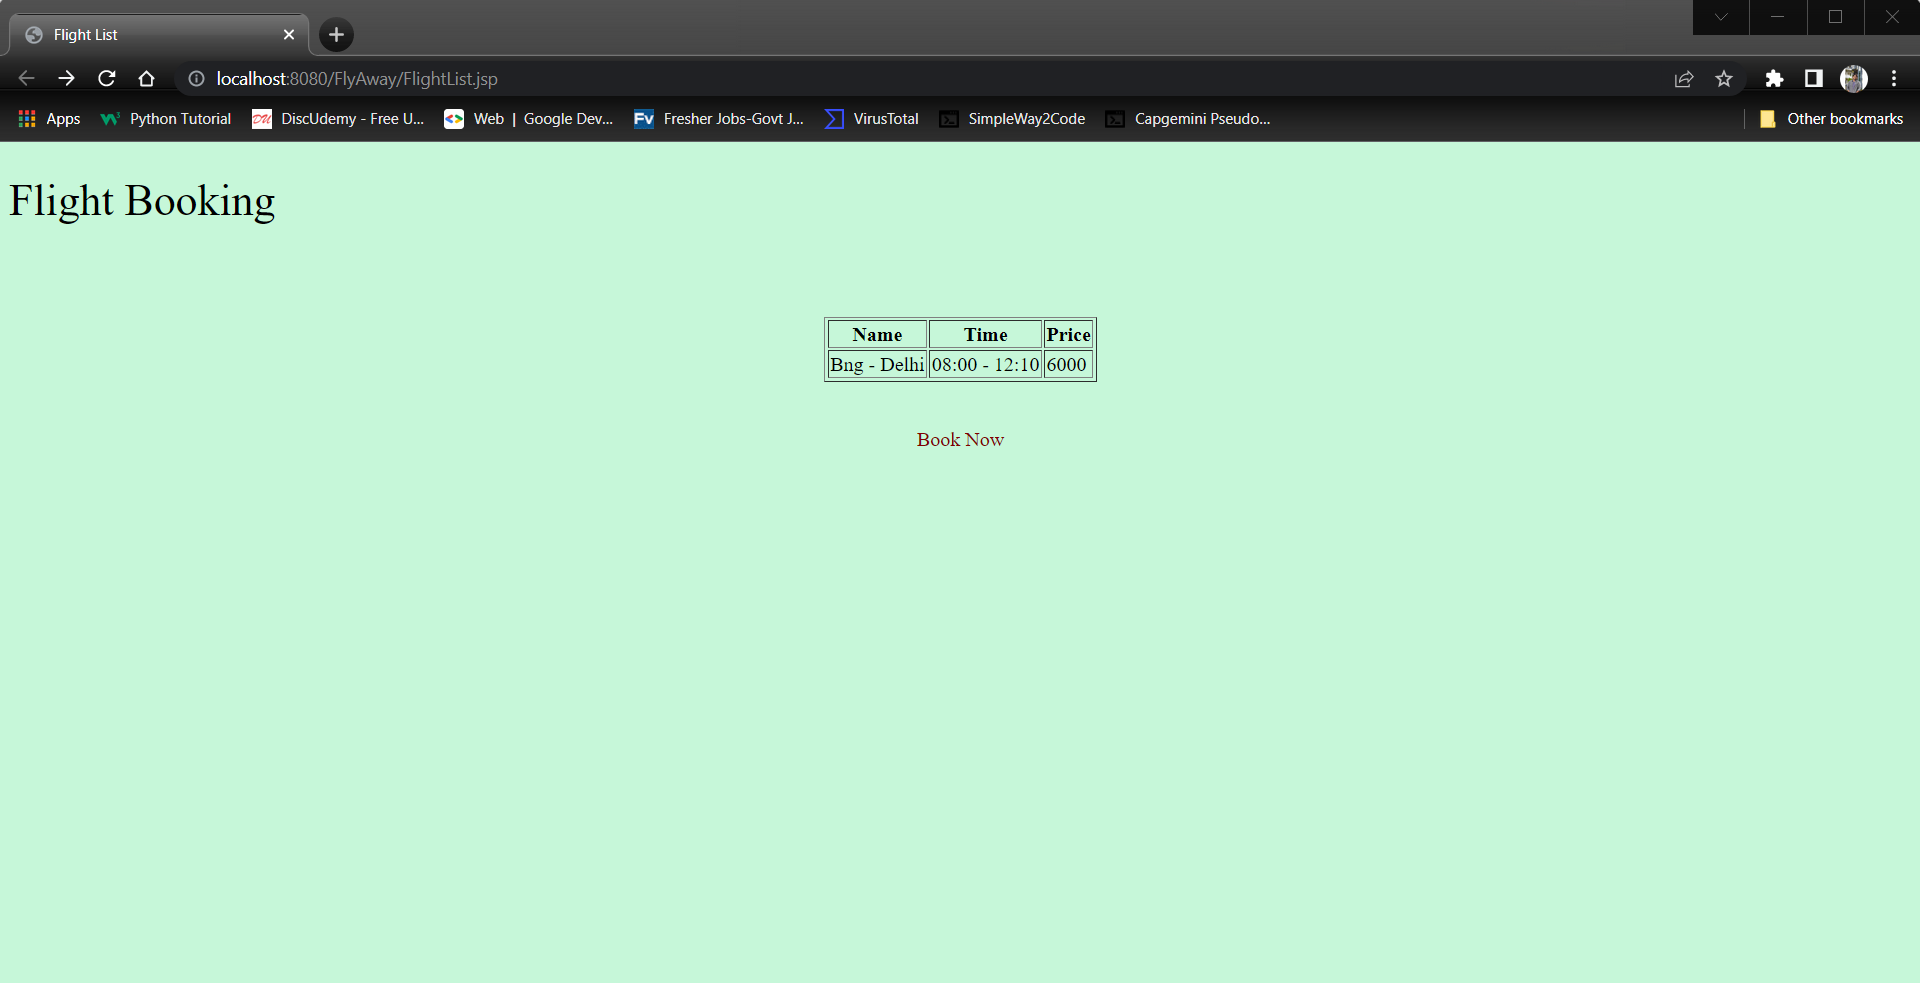 Flight List
localhost:8080/FlyAway/FlightList.jsp
Apps Python Tutorial DU DiscUdemy - Free U... Web | Google Dev... Fv Fresher Jobs-Govt J... VirusTotal SimpleWay2Code Capgemini Pseudo... Other bookmarks
Flight Booking
Name Time Price
Bng - Delhi 08:00 - 12:10 6000
Book Now